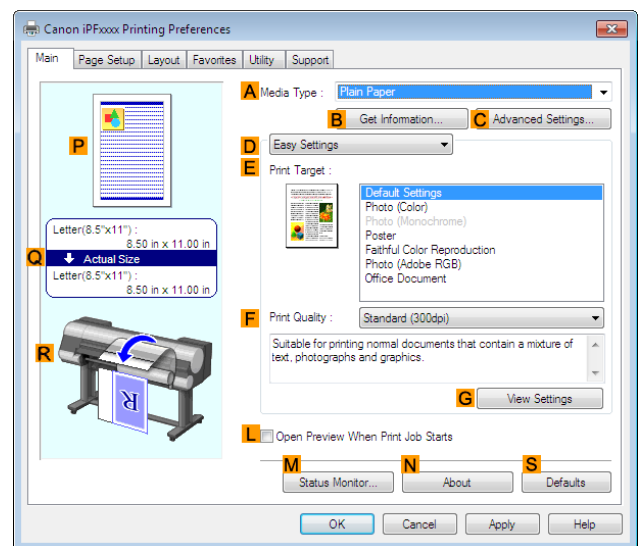 Canon iPFxxxx Printing Preferences
Main Page Setup Layout Favorites Utility Support
A Media Type : Plain Paper
B Get Information... C Advanced Settings...
D Easy Settings
E Print Target :
Default Settings
Photo (Color)
Photo (Monochrome)
Poster
Faithful Color Reproduction
Photo (Adobe RGB)
Office Document
F Print Quality : Standard (300dpi)
Suitable for printing normal documents that contain a mixture of
text, photographs and graphics.
G View Settings
L Open Preview When Print Job Starts
M Status Monitor... N About S Defaults
OK Cancel Apply Help
P
Letter(8.5"x11") :
8.50 in x 11.00 in
Q Actual Size
Letter(8.5"x11") :
8.50 in x 11.00 in
R
R